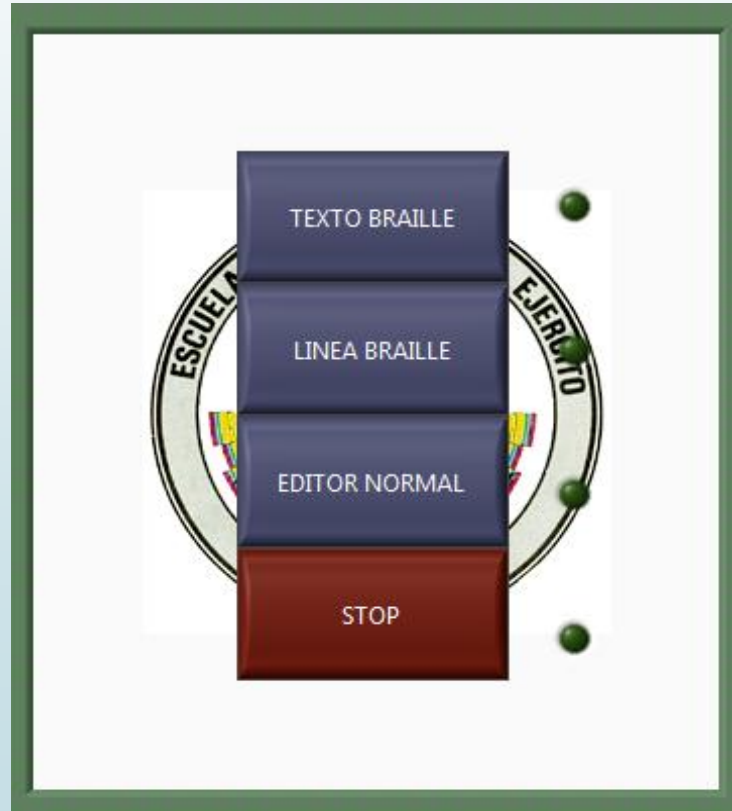 TEXTO BRAILLE
ESCUELA
EJERCITO
LINEA BRAILLE
EDITOR NORMAL
STOP